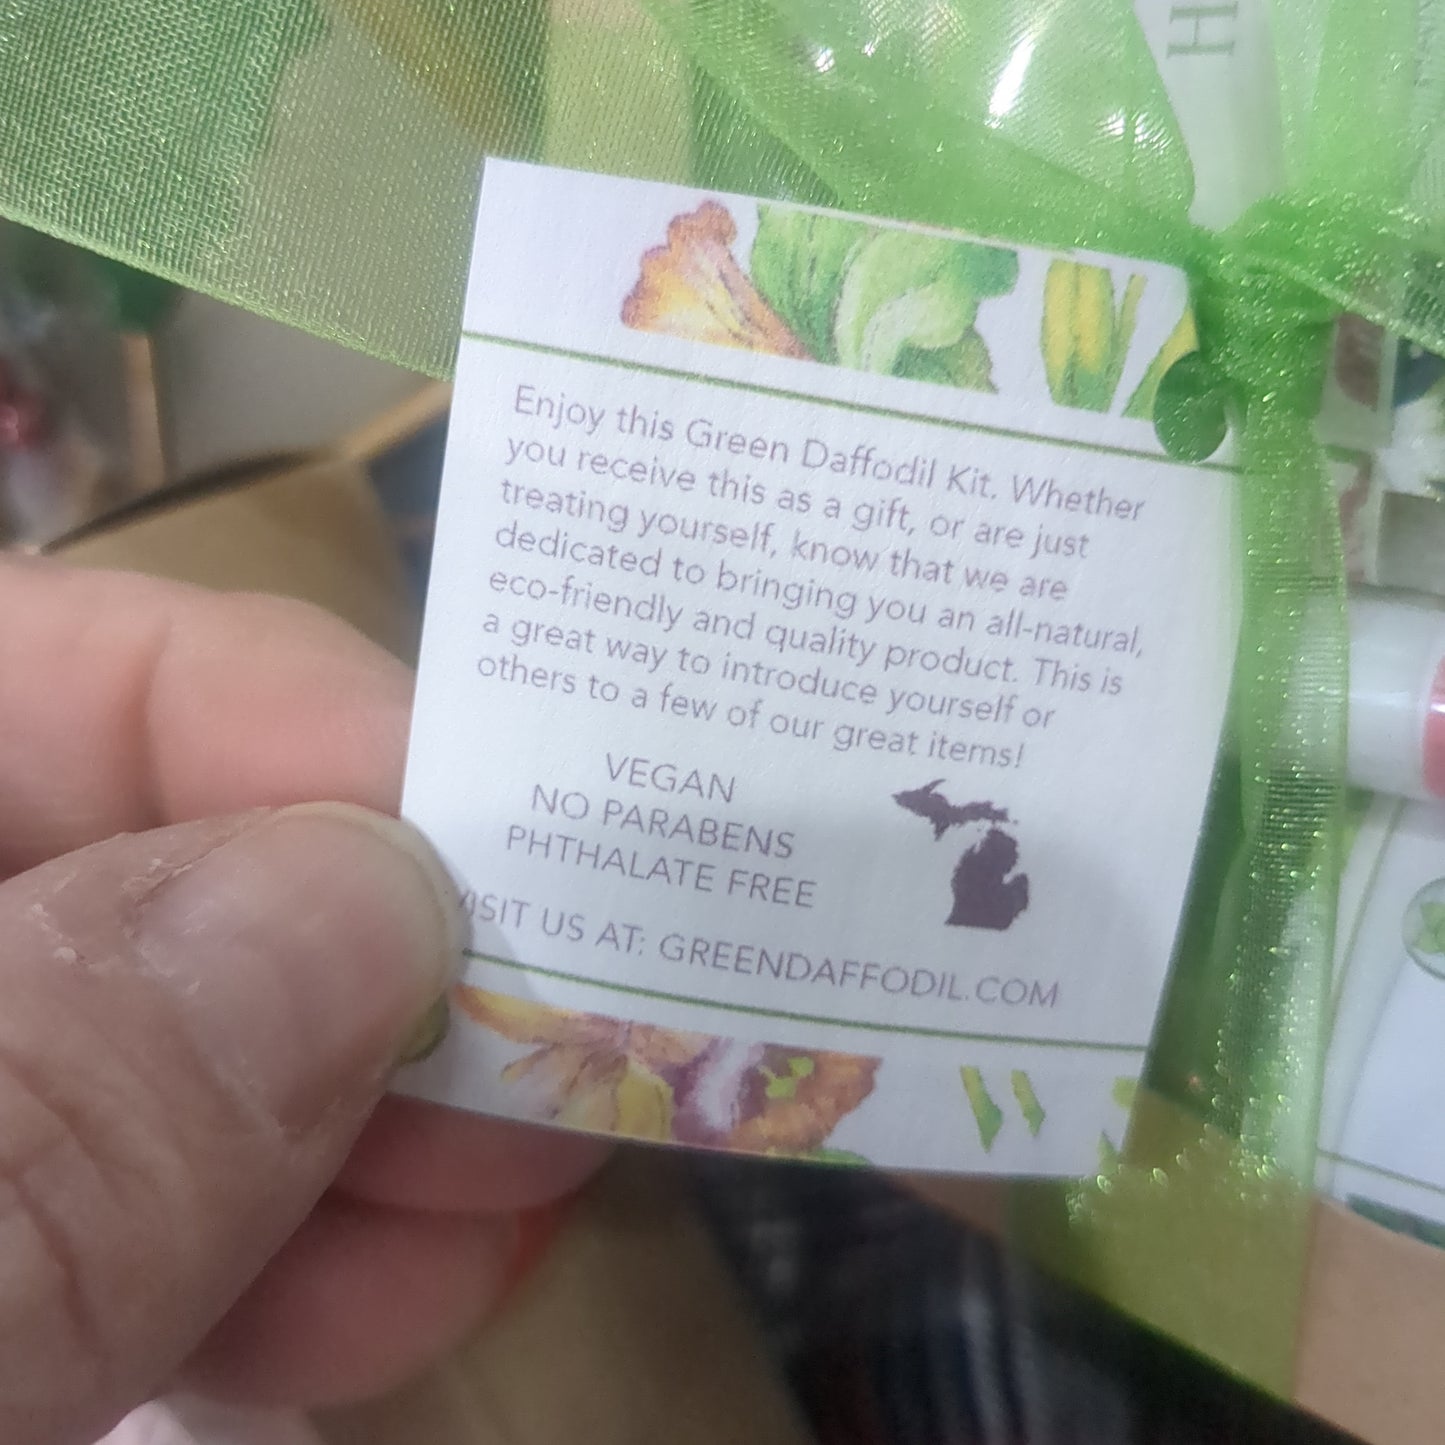 H
Enjoy this Green Daffodil Kit. Whether
you receive this as a gift, or are just
treating yourself, know that we are
dedicated to bringing you an all-natural,
eco-friendly and quality product. This is
a great way to introduce yourself or
others to a few of our great items!
VEGAN
NO PARABENS
PHTHALATE FREE
VISIT US AT: GREENDAFFODIL.COM